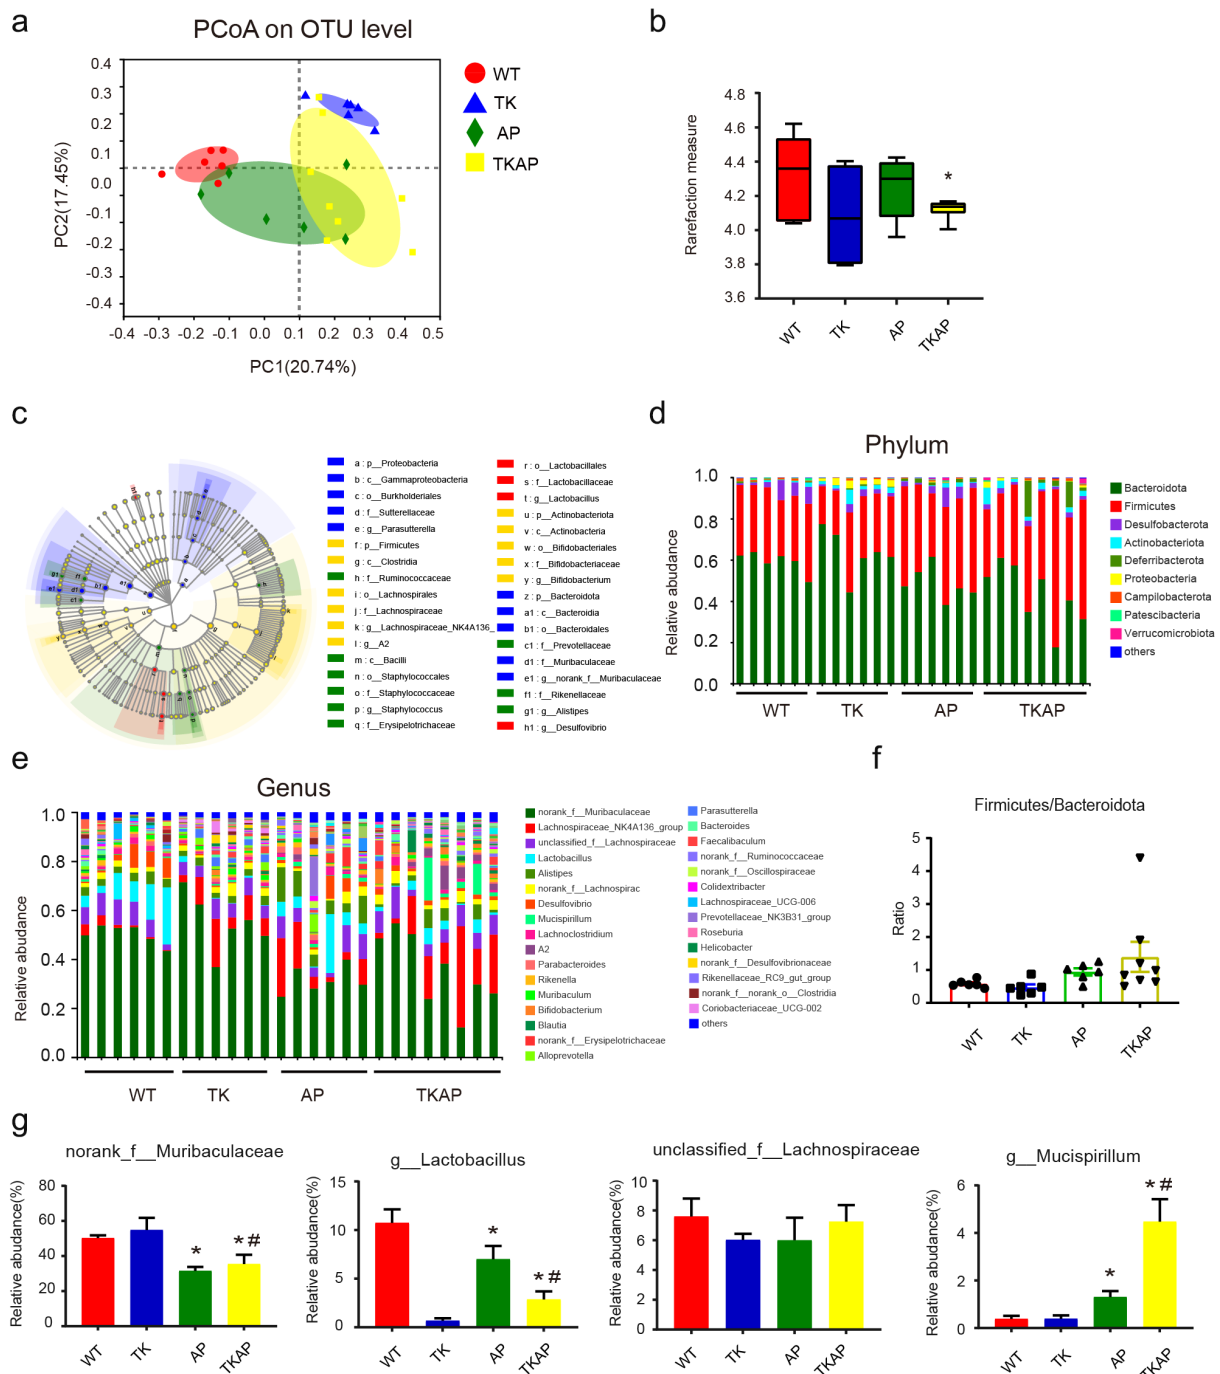 a
PCoA on OTU level
0.4
0.3
0.2
0.1
0.0
-0.1
-0.2
-0.3
-0.4
PC2(17.45%)
-0.4 -0.3 -0.2 -0.1 0.0 0.1 0.2 0.3 0.4 0.5
PC1(20.74%)
WT
TK
AP
TKAP
b
4.8
4.6
4.4
4.2
4.0
3.8
3.6
Rarefaction measure
*
WT TK AP TKAP
c
a : p__Proteobacteria
b : c__Gammaproteobacteria
c : o__Burkholderiales
d : f__Sutterellaceae
e : g__Parasutterella
f : p__Firmicutes
g : c__Clostridia
h : f__Ruminococcaceae
i : o__Lachnospirales
j : f__Lachnospiraceae
k : g__Lachnospiraceae_NK4A136_
l : g__A2
m : c__Bacilli
n : o__Staphylococcales
o : f__Staphylococcaceae
p : g__Staphylococcus
q : f__Erysipelotrichaceae
r : o__Lactobacillales
s : f__Lactobacillaceae
t : g__Lactobacillus
u : p__Actinobacteriota
v : c__Actinobacteria
w : o__Bifidobacteriales
x : f__Bifidobacteriaceae
y : g__Bifidobacterium
z : p__Bacteroidota
a1 : c__Bacteroidia
b1 : o__Bacteroidales
c1 : f__Prevotellaceae
d1 : f__Muribaculaceae
e1 : g__norank_f__Muribaculaceae
f1 : f__Rikenellaceae
g1 : g__Alistipes
h1 : g__Desulfovibrio
d
Phylum
1.0
0.8
0.6
0.4
0.2
0.0
Relative abudance
WT TK AP TKAP
Bacteroidota
Firmicutes
Desulfobacterota
Actinobacteriota
Deferribacterota
Proteobacteria
Campilobacterota
Patescibacteria
Verrucomicrobiota
others
e
Genus
1.0
0.8
0.6
0.4
0.2
0.0
Relative abudance
WT TK AP TKAP
norank_f__Muribaculaceae
Lachnospiraceae_NK4A136_group
unclassified_f__Lachnospiraceae
Lactobacillus
Alistipes
norank_f__Lachnospirac
Desulfovibrio
Mucispirillum
Lachnoclostridium
A2
Parabacteroides
Rikenella
Muribaculum
Bifidobacterium
Blautia
norank_f__Erysipelotrichaceae
Alloprevotella
Parasutterella
Bacteroides
Faecalibaculum
norank_f__Ruminococcaceae
norank_f__Oscillospiraceae
Colidextribacter
Lachnospiraceae_UCG-006
Prevotellaceae_NK3B31_group
Roseburia
Helicobacter
norank_f__Desulfovibrionaceae
Rikenellaceae_RC9_gut_group
norank_f__norank_o__Clostridia
Coriobacteriaceae_UCG-002
others
f
Firmicutes/Bacteroidota
5
4
3
2
1
0
Ratio
WT TK AP TKAP
g
norank_f__Muribaculaceae
80
60
40
20
0
Relative abudance(%)
* *#
WT TK AP TKAP
g__Lactobacillus
15
10
5
0
Relative abudance(%)
* *#
WT TK AP TKAP
unclassified_f__Lachnospiraceae
10
8
6
4
2
0
Relative abudance(%)
WT TK AP TKAP
g__Mucispirillum
6
4
2
0
Relative abudance(%)
* *#
WT TK AP TKAP